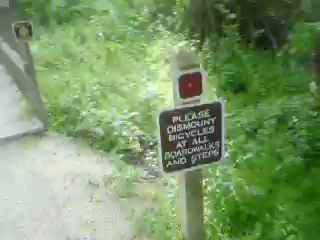 PLEASE
DISMOUNT
BICYCLES
AT ALL
BOARDWALKS
AND STEPS